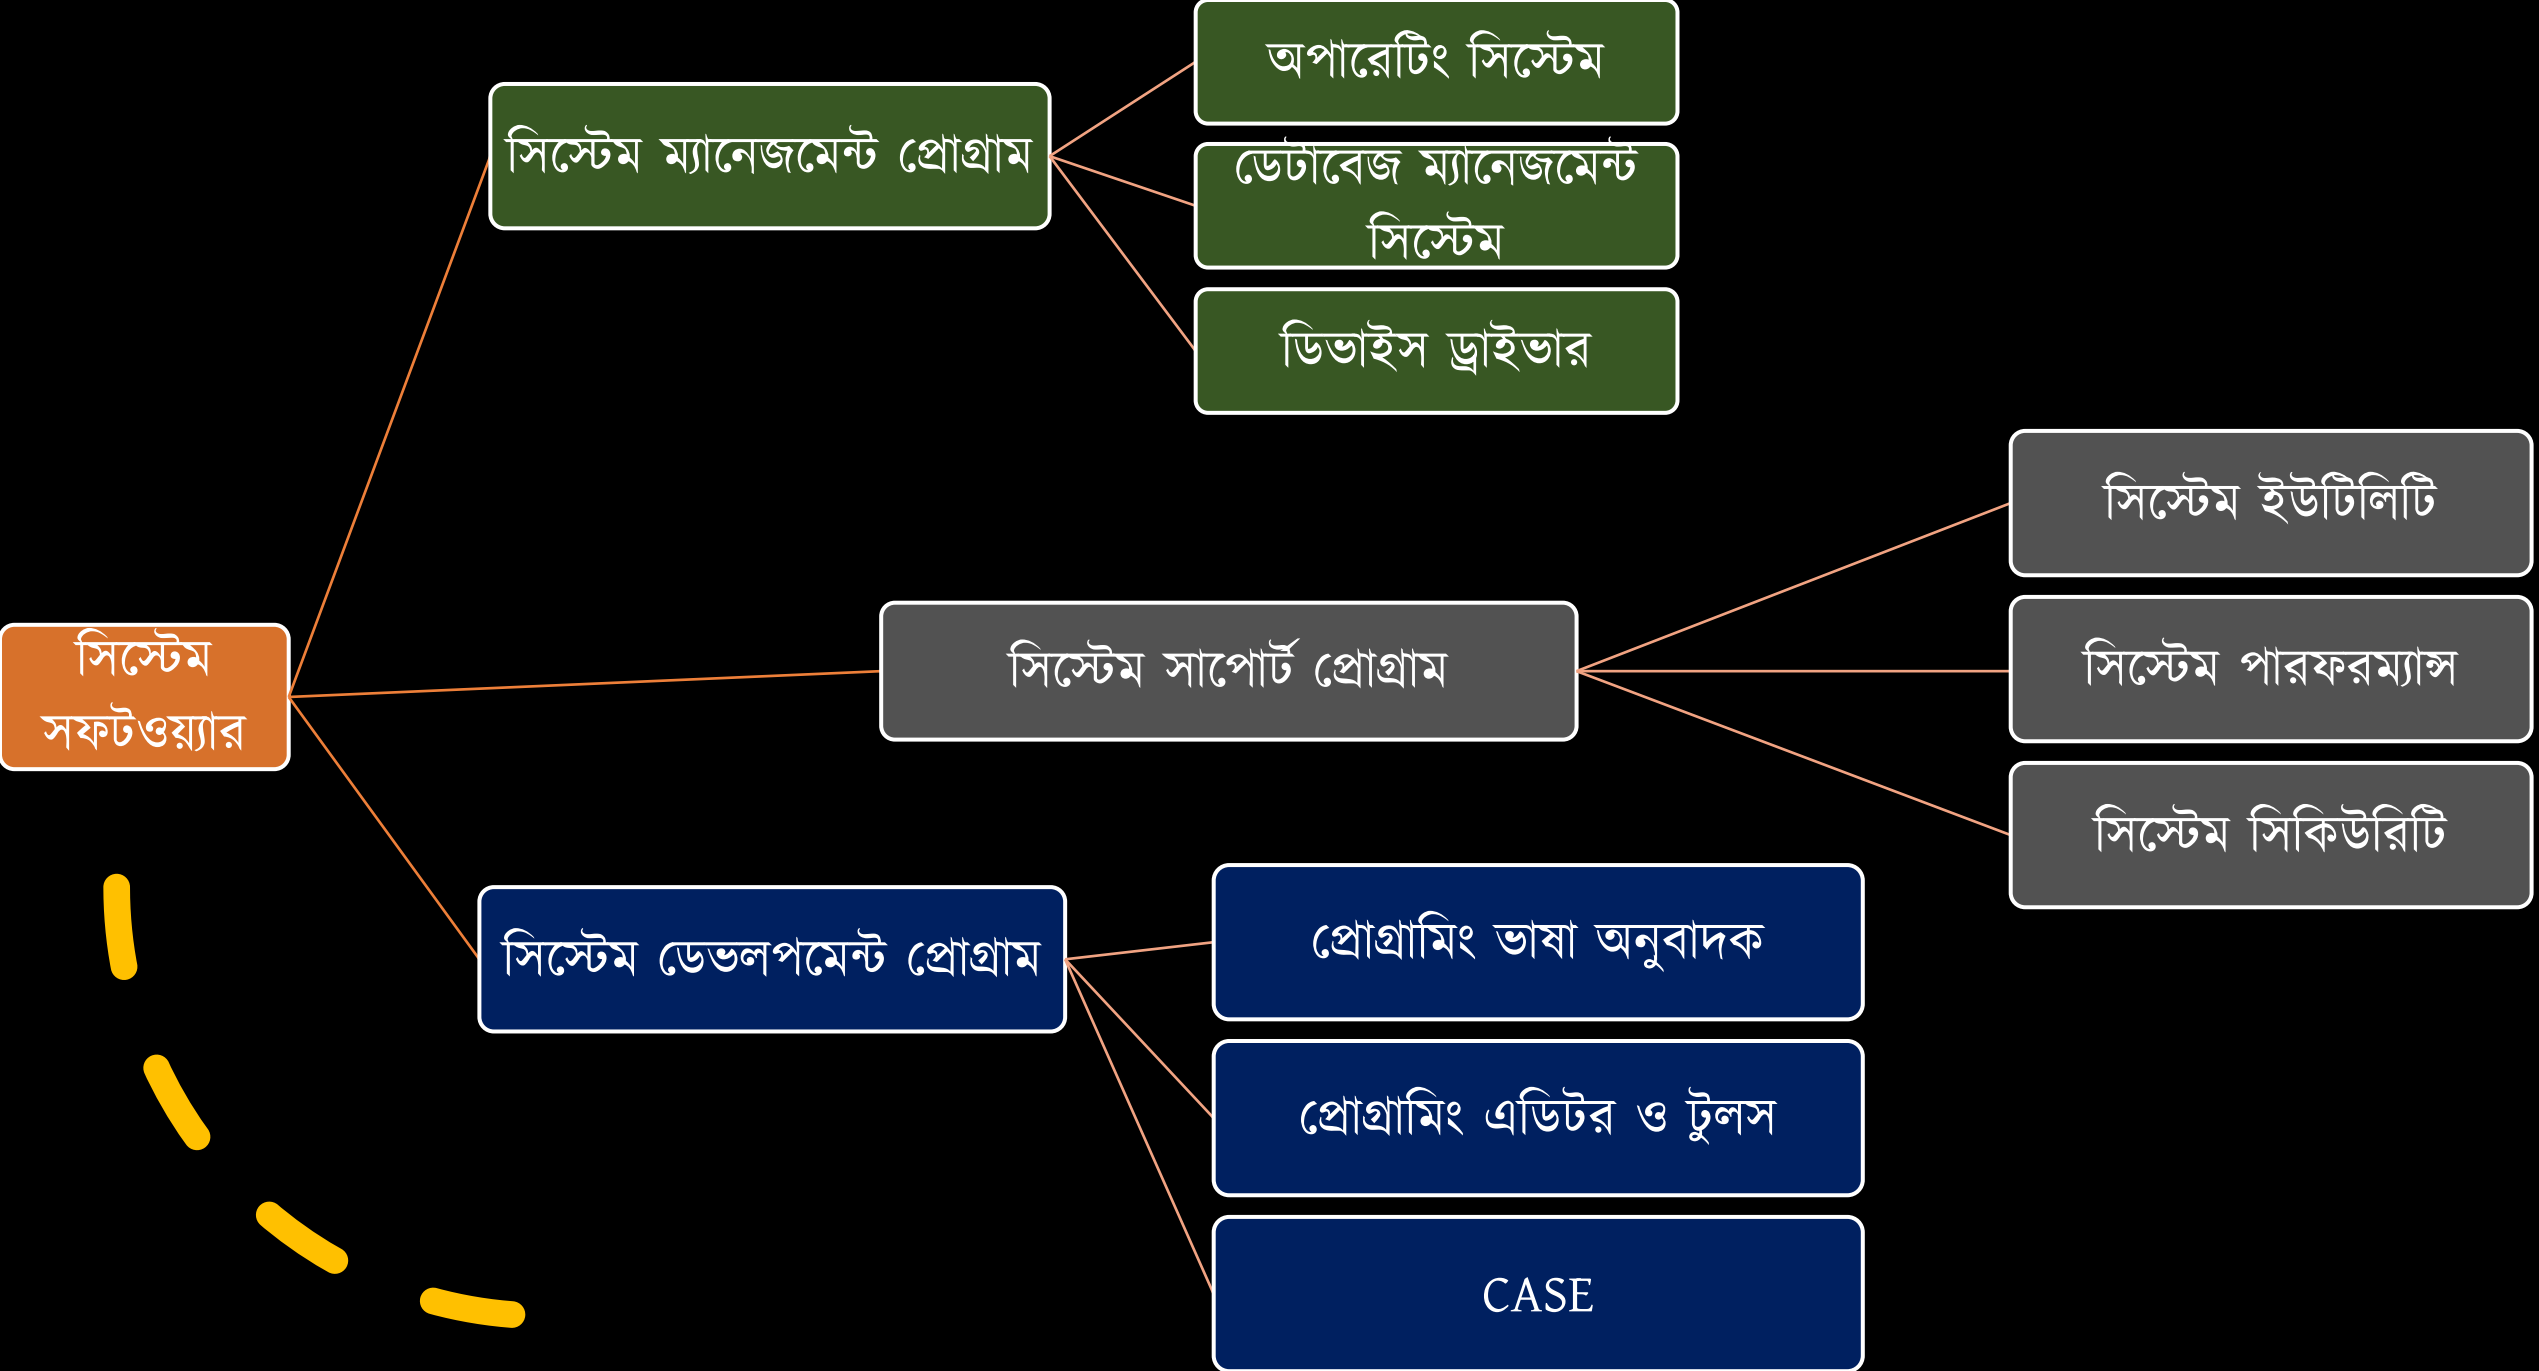 অপারেটিং সিস্টেম
সিস্টেম ম্যানেজমেন্ট প্রোগ্রাম
ডেটাবেজ ম্যানেজমেন্ট
সিস্টেম
ডিভাইস ড্রাইভার
সিস্টেম ইউটিলিটি
সিস্টেম
সফটওয়্যার
সিস্টেম সাপোর্ট প্রোগ্রাম
সিস্টেম পারফরম্যান্স
সিস্টেম সিকিউরিটি
সিস্টেম ডেভলপমেন্ট প্রোগ্রাম
প্রোগ্রামিং ভাষা অনুবাদক
প্রোগ্রামিং এডিটর ও টুলস
CASE